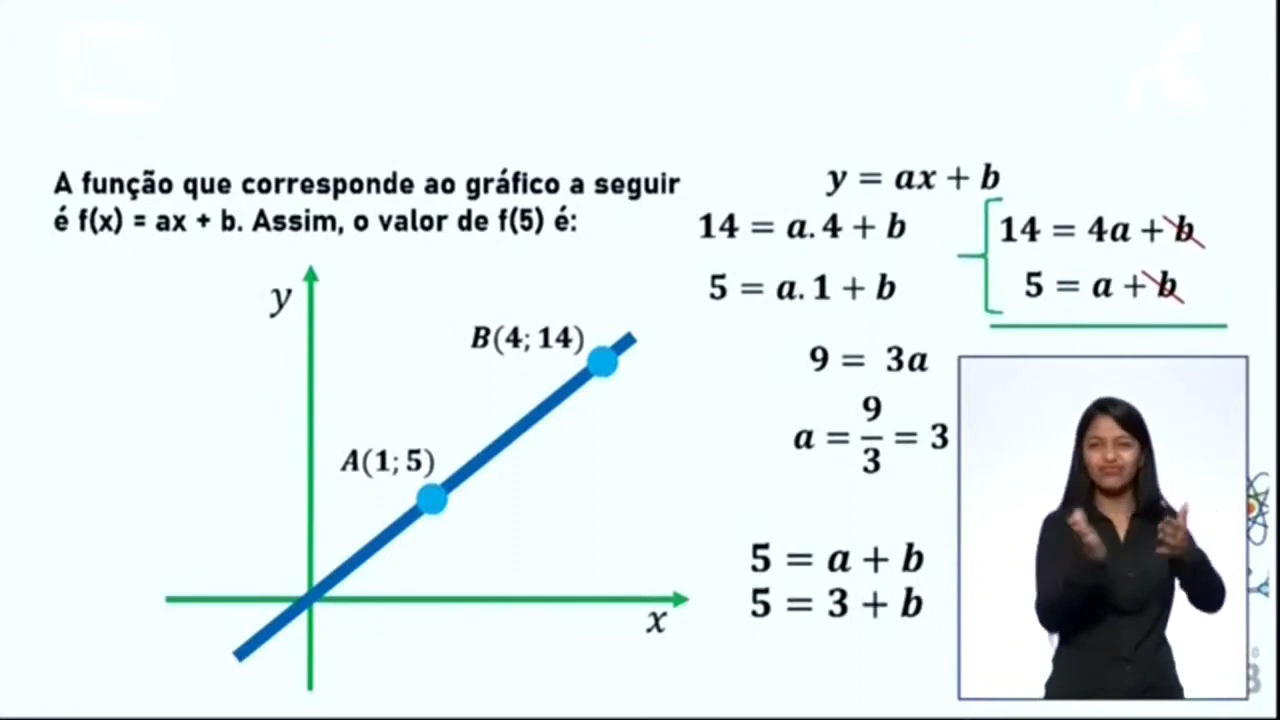 A função que corresponde ao gráfico a seguir
é f(x) = ax + b. Assim, o valor de f(5) é:
y
B(4; 14)
A(1; 5)
x
y = ax + b
14 = a. 4 + b
5 = a. 1 + b
14 = 4a + b
5 = a + b
9 = 3a
a = 9/3 = 3
5 = a + b
5 = 3 + b